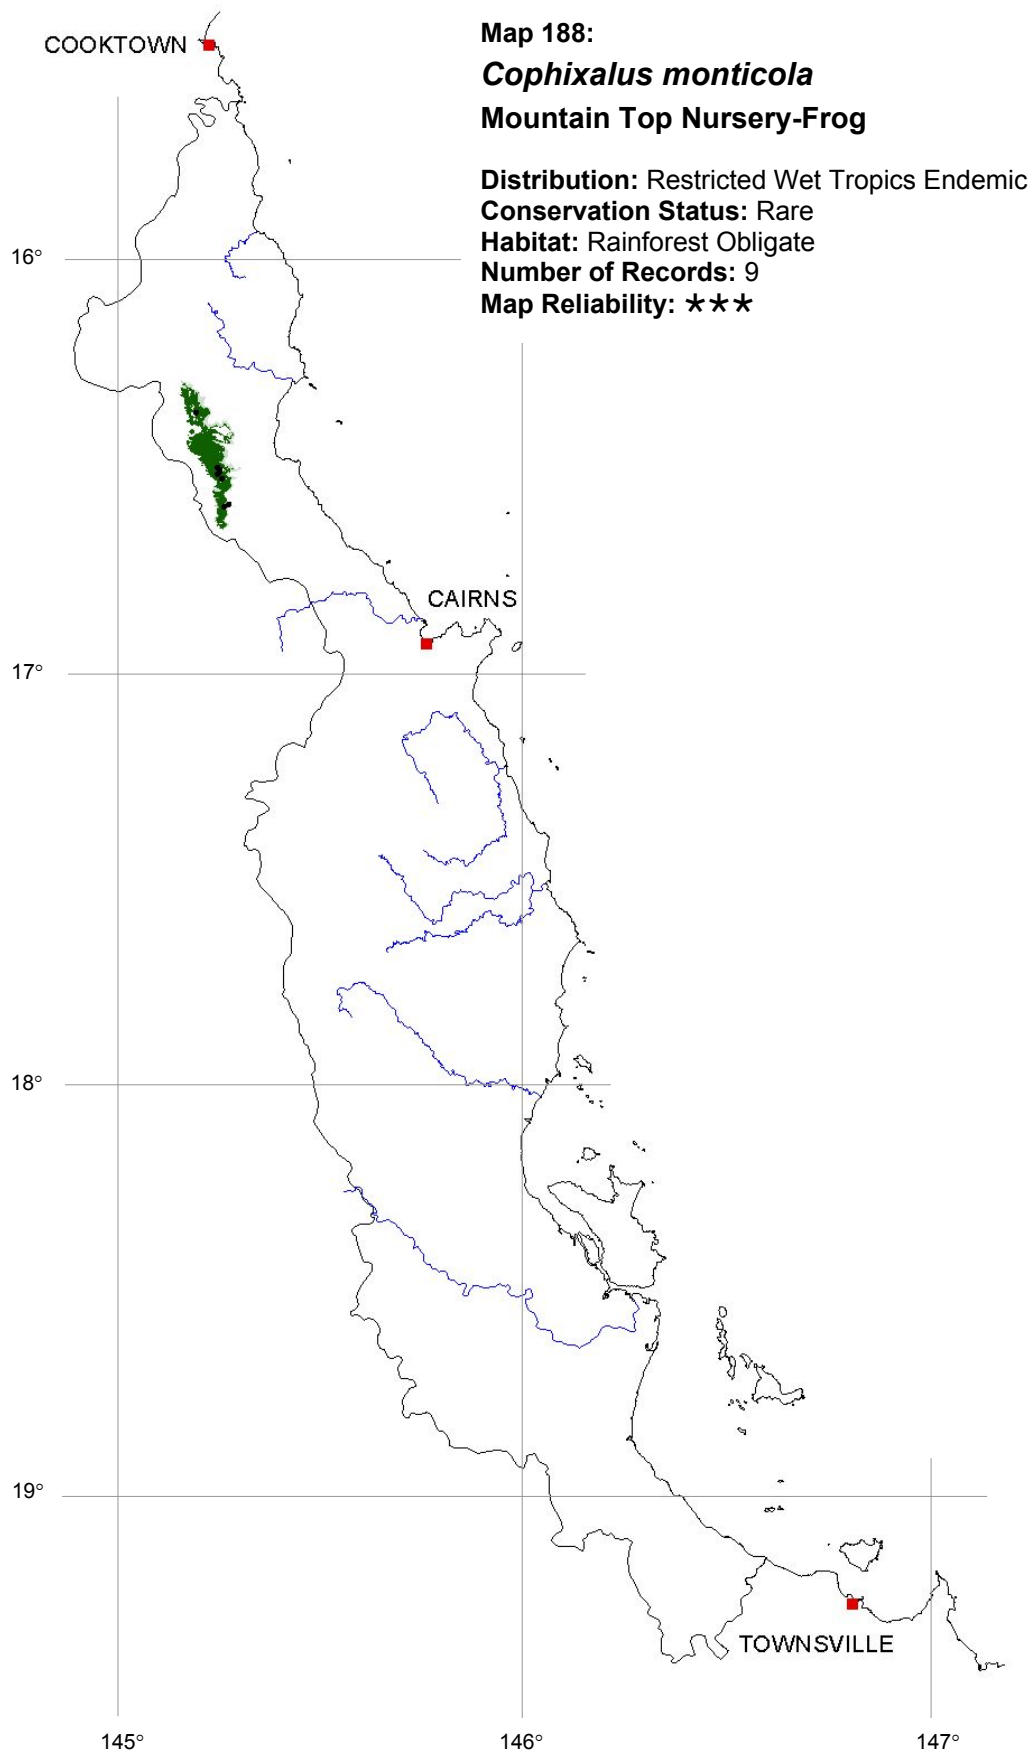 Map 188:
Cophixalus monticola
Mountain Top Nursery-Frog
Distribution: Restricted Wet Tropics Endemic
Conservation Status: Rare
Habitat: Rainforest Obligate
Number of Records: 9
Map Reliability: ★★★
COOKTOWN
16°
CAIRNS
17°
18°
19°
TOWNSVILLE
145° 146° 147°